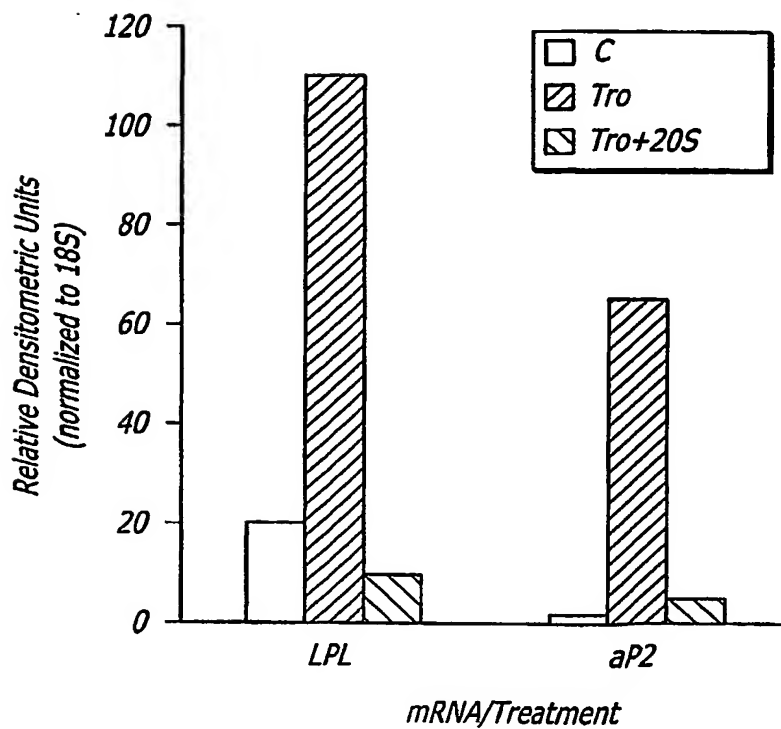 120
100
80
60
40
20
0
Relative Densitometric Units
(normalized to 18S)
C
Tro
Tro+20S
LPL
aP2
mRNA/Treatment